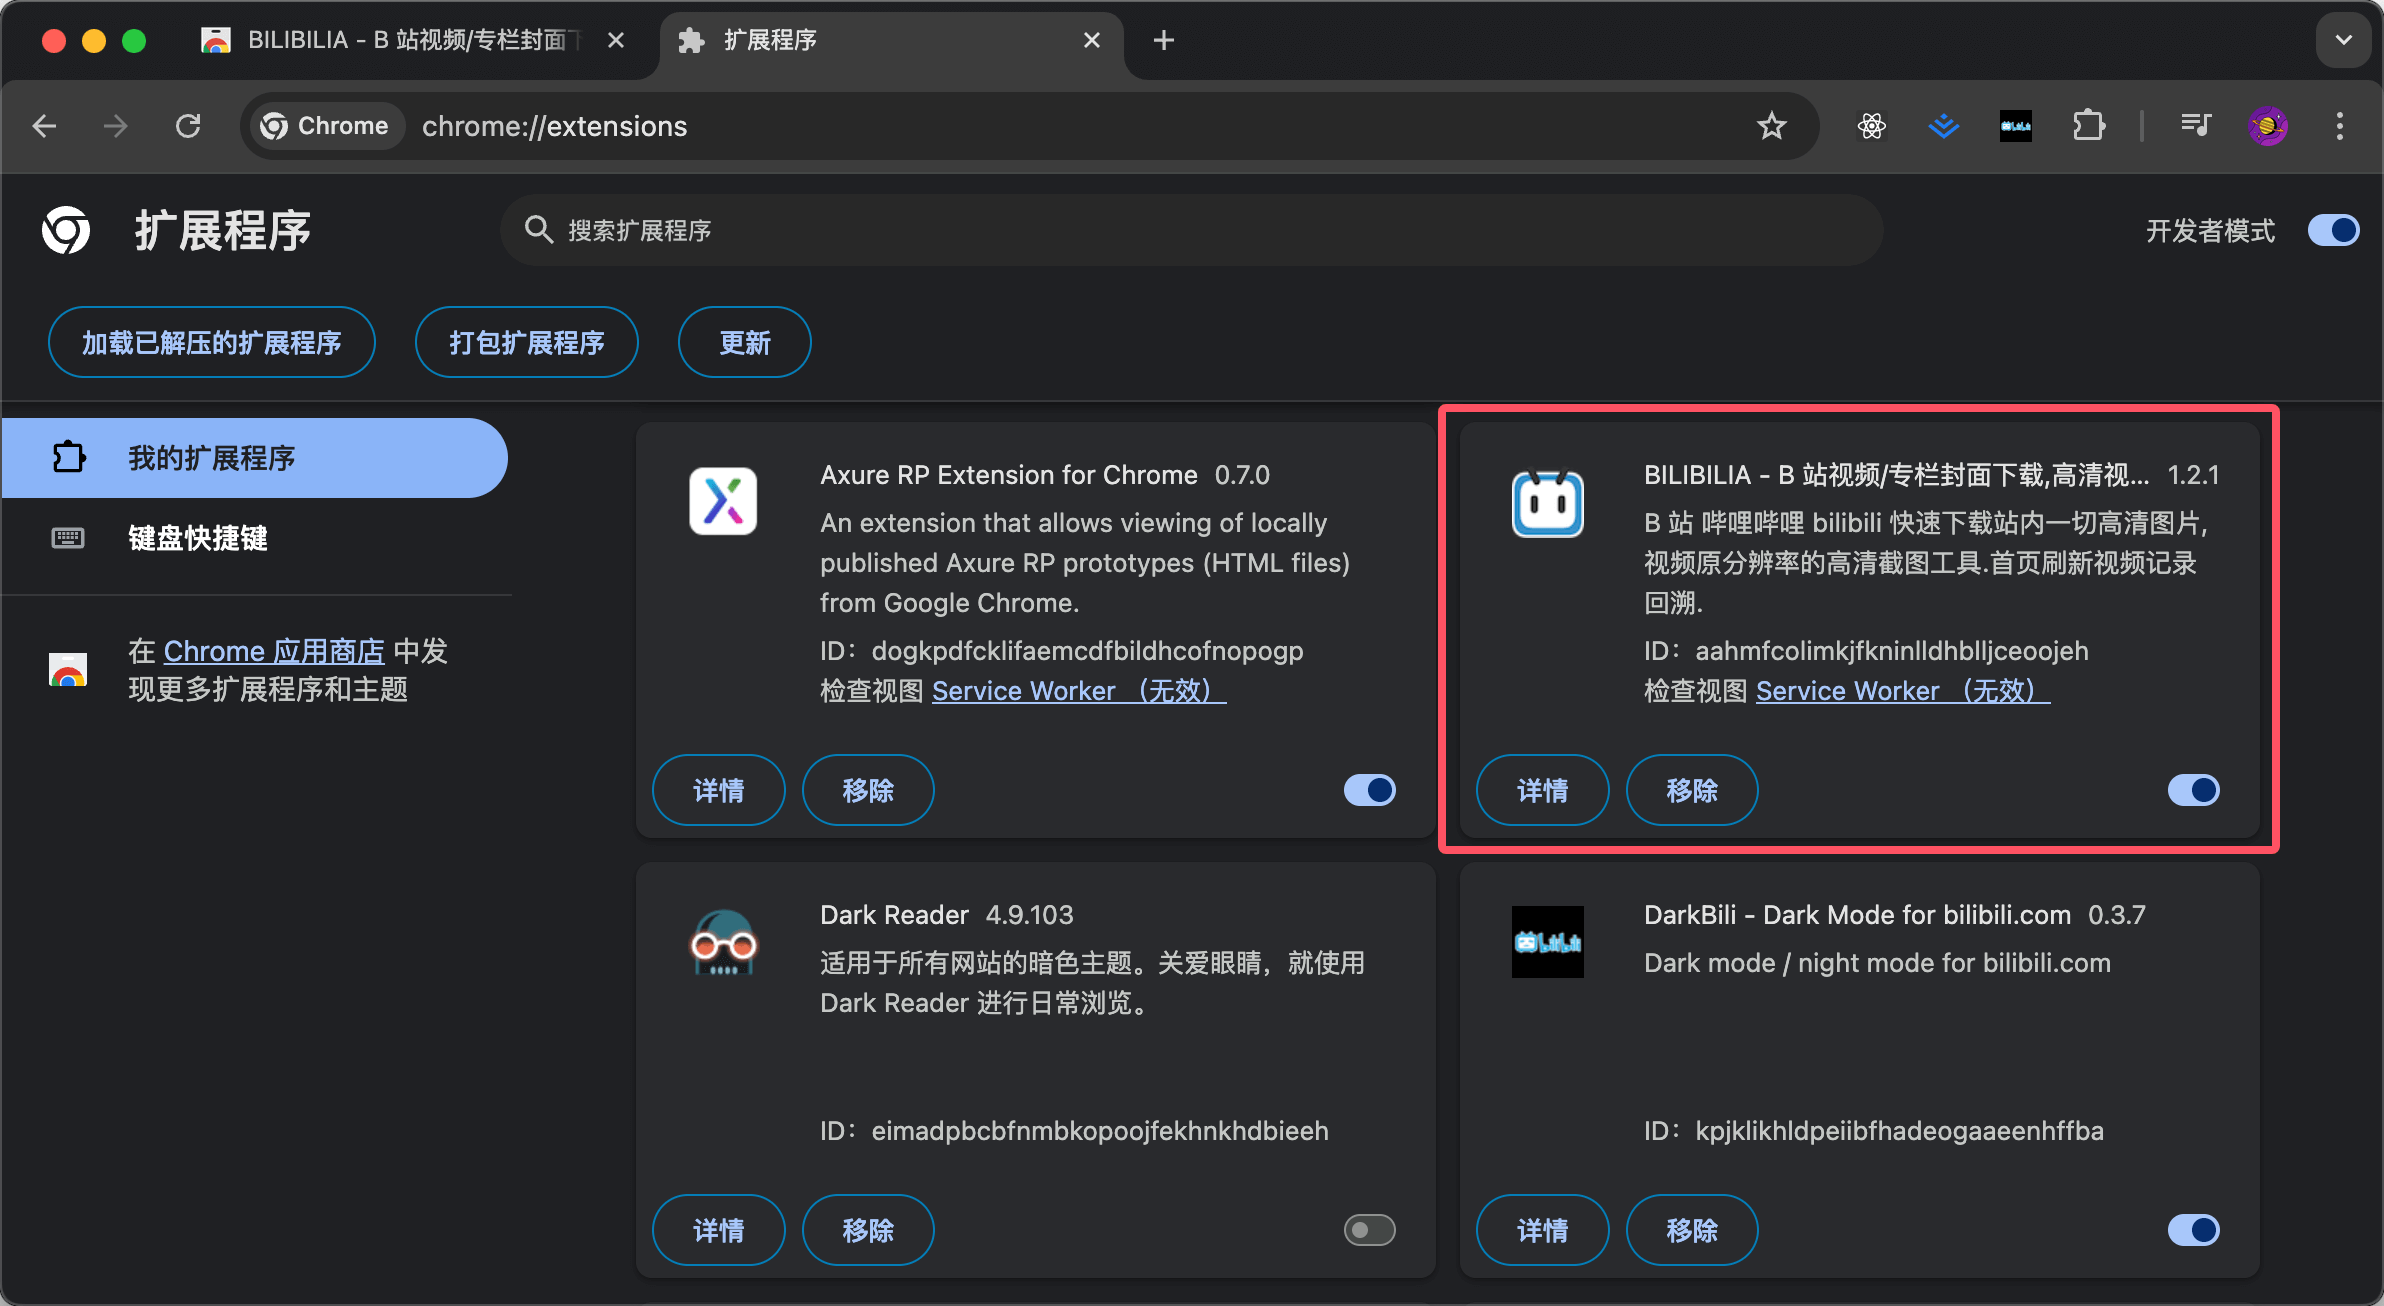 BILIBILIA - B 站视频/专栏封面下
扩展程序
Chrome
chrome://extensions
扩展程序
搜索扩展程序
开发者模式
加载已解压的扩展程序
打包扩展程序
更新
我的扩展程序
键盘快捷键
在 Chrome 应用商店 中发
现更多扩展程序和主题
Axure RP Extension for Chrome 0.7.0
An extension that allows viewing of locally
published Axure RP prototypes (HTML files)
from Google Chrome.
ID：dogkpdfcklifaemcdfbildhcofnopogp
检查视图 Service Worker （无效）
详情
移除
BILIBILIA - B 站视频/专栏封面下载,高清视... 1.2.1
B 站 哔哩哔哩 bilibili 快速下载站内一切高清图片,
视频原分辨率的高清截图工具.首页刷新视频记录
回溯.
ID：aahmfcolimkjfkninlldhblljceoojeh
检查视图 Service Worker （无效）
详情
移除
Dark Reader 4.9.103
适用于所有网站的暗色主题。关爱眼睛，就使用
Dark Reader 进行日常浏览。
ID：eimadpbcbfnmbkopoojfekhnkhdbieeh
详情
移除
bilibili
DarkBili - Dark Mode for bilibili.com 0.3.7
Dark mode / night mode for bilibili.com
ID：kpjklikhldpeiibfhadeogaaeenhffba
详情
移除